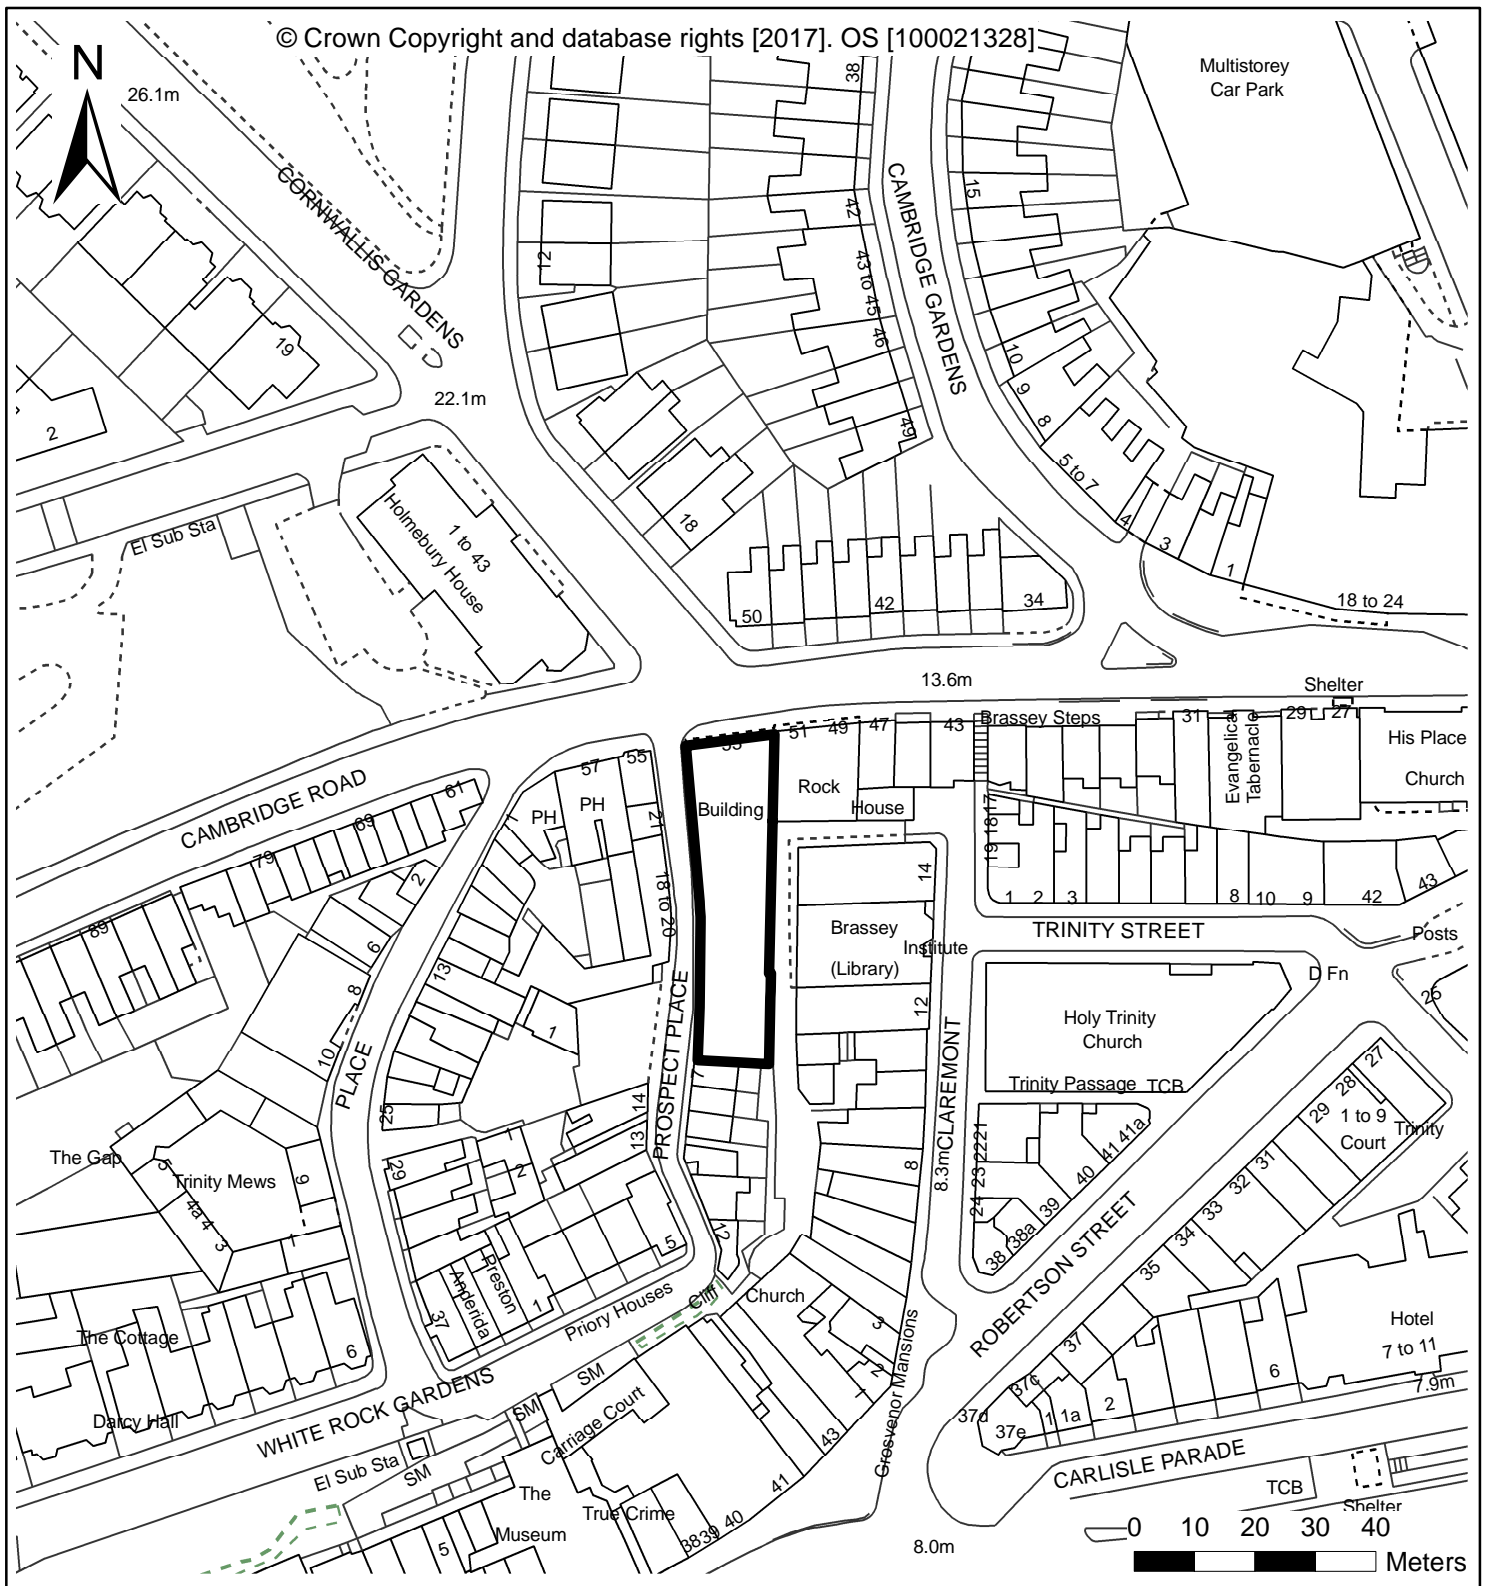 © Crown Copyright and database rights [2017]. OS [100021328]
N
26.1m
Multistorey
Car Park
38
CORNWALLIS GARDENS
CAMBRIDGE GARDENS
15
42
12
43 to 45
46
19
10
9
8
22.1m
2
49
5 to 7
18
4
3
1
El Sub Sta
1 to 43
Holmebury House
50
42
34
18 to 24
13.6m
Shelter
55
57
51
49
47
43
Brassey Steps
31
29
27
Evangelical
Tabernacle
His Place
Church
CAMBRIDGE ROAD
61
69
79
89
PH
PH
21
Building
Rock
House
17
18
19
14
1
2
3
8
10
9
42
43
2
6
8
10
13
18 to 20
Brassey
Institute
(Library)
TRINITY STREET
Posts
D Fn
26
12
Holy Trinity
Church
1
PROSPECT PLACE
PLACE
CLAREMONT
Trinity Passage
TCB
27
28
29
1 to 9
Court
Trinity
25
14
13
7
2221
23
24
41a
41
40
39
38a
38
8.3m
8
The Gap
Trinity Mews
5
4a
4
3
9
1
29
1
2
12
5
31
32
33
34
35
ROBERTSON STREET
Anderida
Preston
37
1
Priory Houses
Cliff
Church
3
2
1
Grosvenor Mansions
The Cottage
6
Darcy Hall
WHITE ROCK GARDENS
SM
SM
SM
Carriage Court
El Sub Sta
43
41
40
39
38
The
True Crime
Museum
5
37
37c
37d
37e
1
1a
2
6
Hotel
7 to 11
7.9m
CARLISLE PARADE
TCB
Shelter
8.0m
0 10 20 30 40
Meters